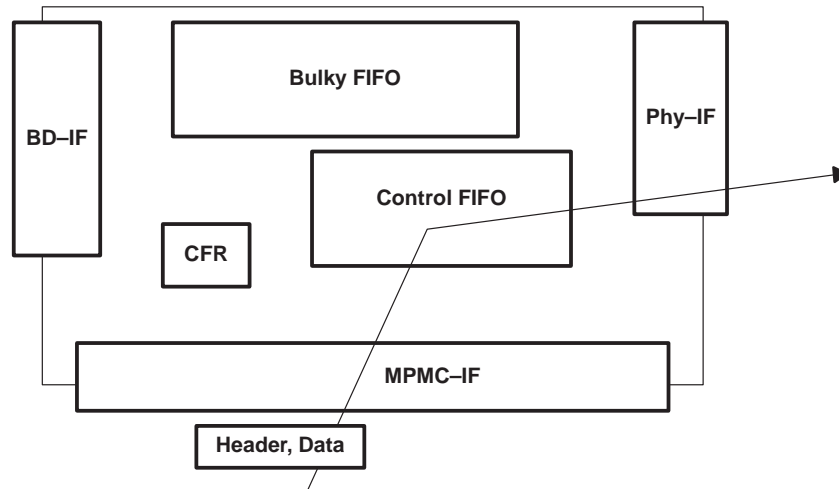 Bulky FIFO
BD–IF
Phy–IF
Control FIFO
CFR
MPMC–IF
Header, Data